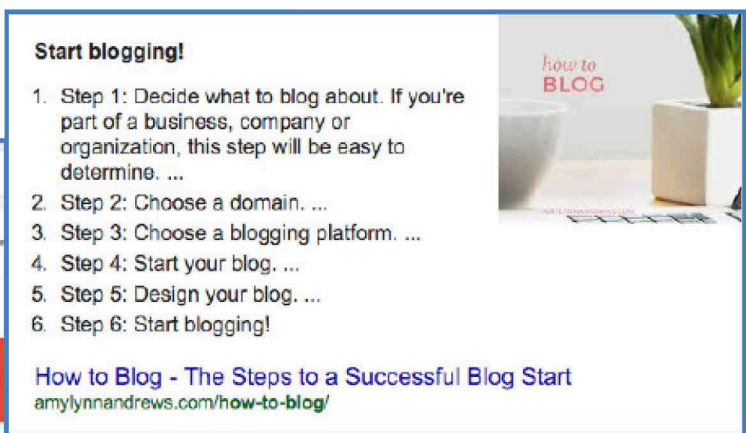 Start blogging!
how to
BLOG
1. Step 1: Decide what to blog about. If you're
part of a business, company or
organization, this step will be easy to
determine. ...
2. Step 2: Choose a domain. ...
3. Step 3: Choose a blogging platform. ...
4. Step 4: Start your blog. ...
5. Step 5: Design your blog. ...
6. Step 6: Start blogging!
How to Blog - The Steps to a Successful Blog Start
amylynnandrews.com/how-to-blog/